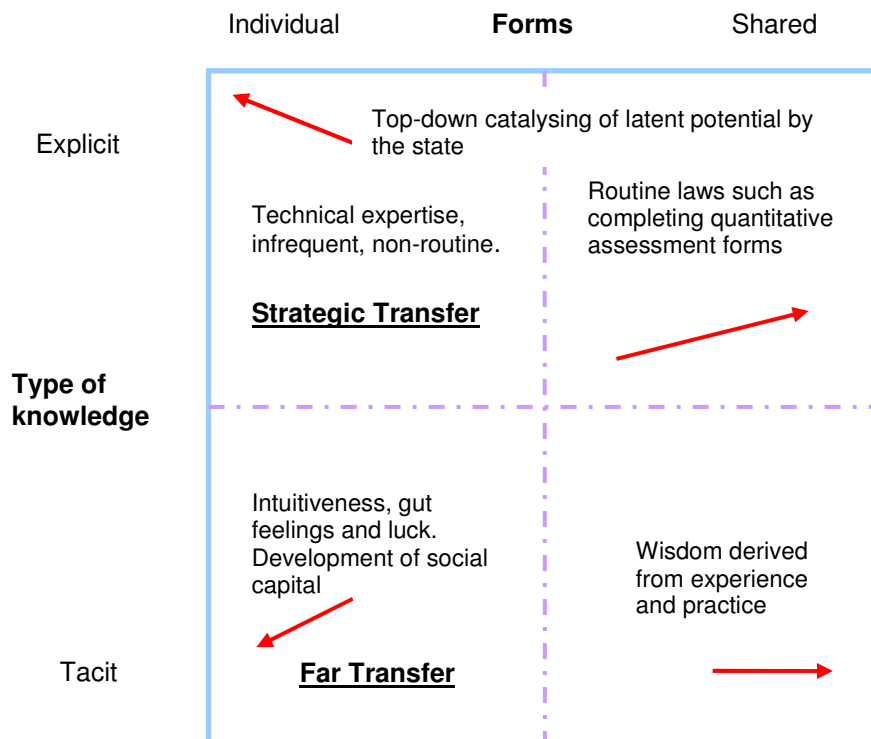 Individual Forms Shared
Explicit
Top-down catalysing of latent potential by
the state
Technical expertise,
infrequent, non-routine.
Strategic Transfer
Routine laws such as
completing quantitative
assessment forms
Type of
knowledge
Intuitiveness, gut
feelings and luck.
Development of social
capital
Wisdom derived
from experience
and practice
Tacit
Far Transfer